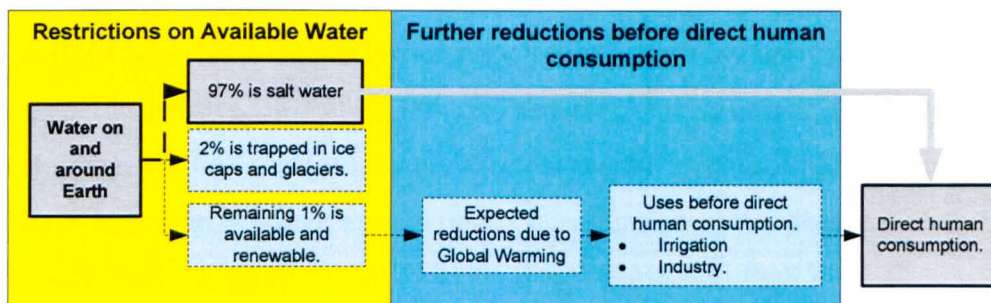 Restrictions on Available Water
Further reductions before direct human
consumption
Water on
and
around
Earth
97% is salt water
2% is trapped in ice
caps and glaciers.
Remaining 1% is
available and
renewable.
Expected
reductions due to
Global Warming
Uses before direct
human consumption.
• Irrigation
• Industry.
Direct human
consumption.